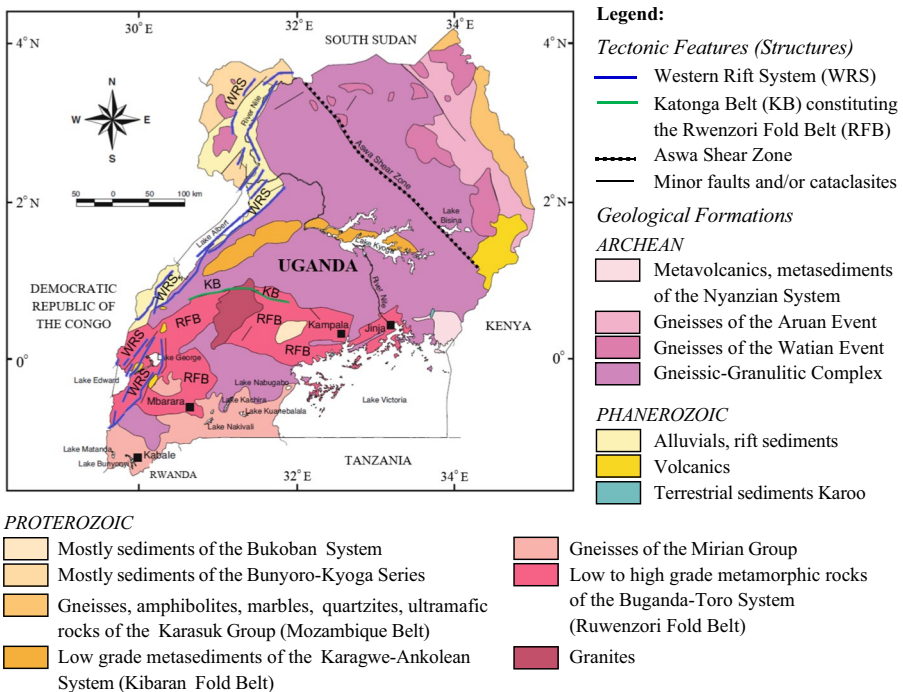 30°E
32°E
34°E
4°N
SOUTH SUDAN
WRS
River Nile
N
W
E
S
Aswa Shear Zone
50
0
50
100 km
2°N
2°N
WRS
Lake Bisina
Lake Albert
Lake Kyoga
UGANDA
DEMOCRATIC
REPUBLIC OF
THE CONGO
WRS
KB
KB
River Nile
RFB
RFB
Kampala
Jinja
KENYA
WRS
RFB
0°
0°
Lake George
Lake Edward
WRS
RFB
Lake Nabugabo
Mbarara
Lake Kachira
Lake Victoria
Lake Kuanebalala
Lake Nakivali
Lake Matanda
Kabale
Lake Bunyonyi
TANZANIA
RWANDA
32°E
34°E
Legend:
Tectonic Features (Structures)
Western Rift System (WRS)
Katonga Belt (KB) constituting
the Rwenzori Fold Belt (RFB)
Aswa Shear Zone
Minor faults and/or cataclasites
Geological Formations
ARCHEAN
Metavolcanics, metasediments
of the Nyanzian System
Gneisses of the Aruan Event
Gneisses of the Watian Event
Gneissic-Granulitic Complex
PHANEROZOIC
Alluvials, rift sediments
Volcanics
Terrestrial sediments Karoo
PROTEROZOIC
Mostly sediments of the Bukoban System
Mostly sediments of the Bunyoro-Kyoga Series
Gneisses, amphibolites, marbles, quartzites, ultramafic
rocks of the Karasuk Group (Mozambique Belt)
Low grade metasediments of the Karagwe-Ankolean
System (Kibaran Fold Belt)
Gneisses of the Mirian Group
Low to high grade metamorphic rocks
of the Buganda-Toro System
(Ruwenzori Fold Belt)
Granites